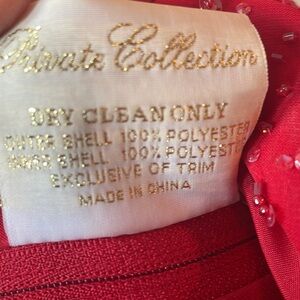 Private Collection
DRY CLEAN ONLY
OUTER SHELL 100% POLYESTER
INNER SHELL 100% POLYESTER
EXCLUSIVE OF TRIM
MADE IN CHINA